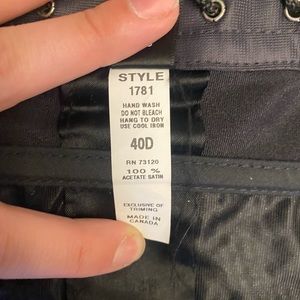 STYLE
1781
HAND WASH
DO NOT BLEACH
HANG TO DRY
USE COOL IRON
40D
RN 73120
100 %
ACETATE SATIN
EXCLUSIVE OF
TRIMMING
MADE IN
CANADA